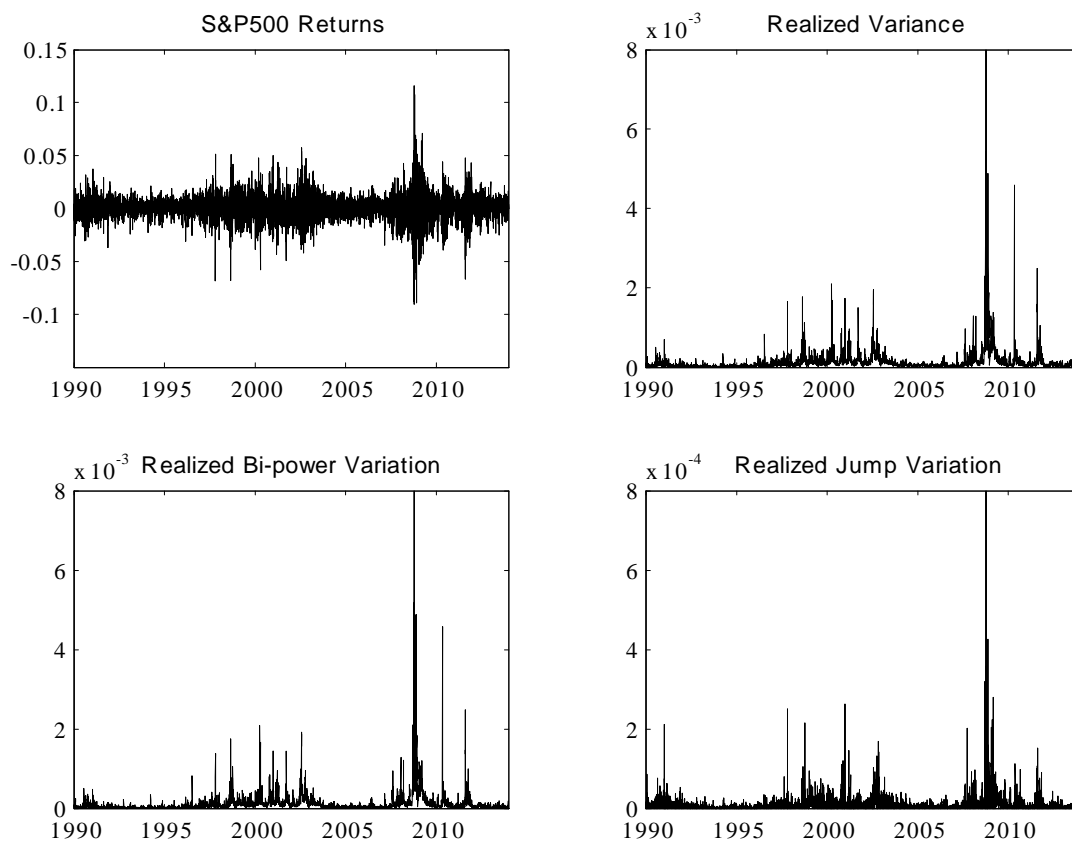 S&P500 Returns
0.15
0.1
0.05
0
-0.05
-0.1
1990 1995 2000 2005 2010
Realized Variance
x 10-3
8
6
4
2
0
1990 1995 2000 2005 2010
Realized Bi-power Variation
x 10-3
8
6
4
2
0
1990 1995 2000 2005 2010
Realized Jump Variation
x 10-4
8
6
4
2
0
1990 1995 2000 2005 2010